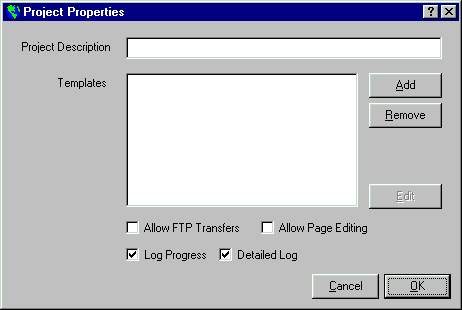 Project Properties
Project Description
Templates
Add
Remove
Edit
Allow FTP Transfers
Allow Page Editing
Log Progress
Detailed Log
Cancel
OK